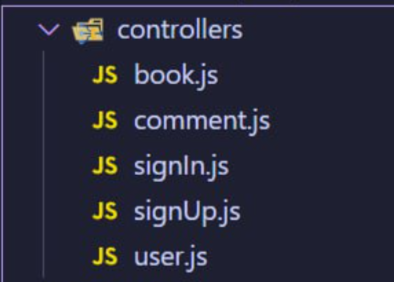 controllers
JS book.js
JS comment.js
JS signIn.js
JS signUp.js
JS user.js